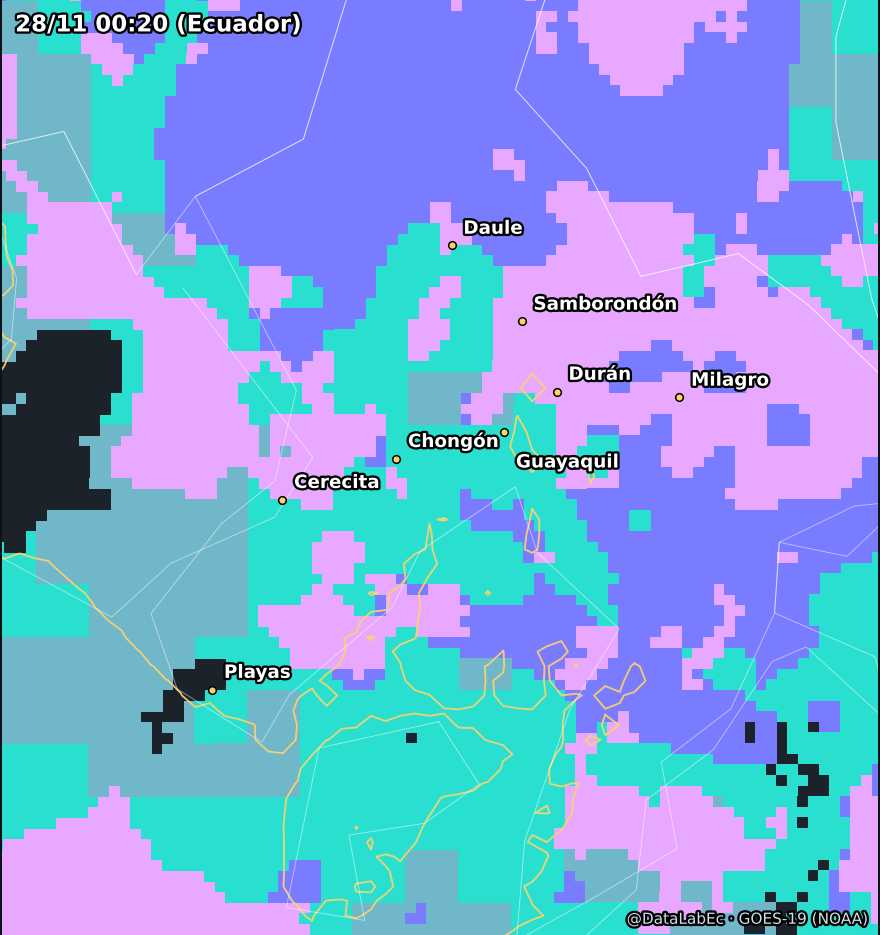 28/11 00:20 (Ecuador)
Daule
Samborondón
Durán
Milagro
Chongón
Guayaquil
Cerecita
Playas
@DataLabEc · GOES-19 (NOAA)